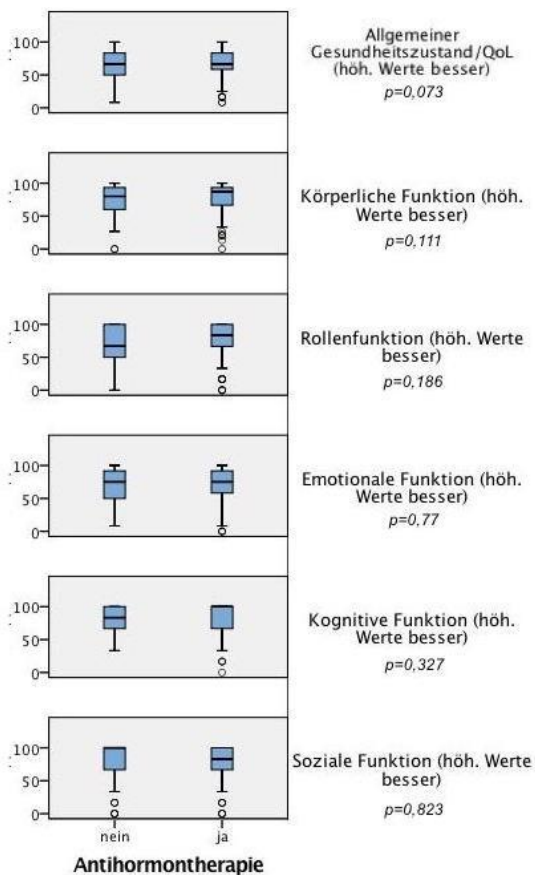 Allgemeiner
Gesundheitszustand/QoL
(höh. Werte besser)
p=0,073
100
50
0
Körperliche Funktion (höh.
Werte besser)
p=0,111
100
50
0
Rollenfunktion (höh. Werte
besser)
p=0,186
100
50
0
Emotionale Funktion (höh.
Werte besser)
p=0,77
100
50
0
Kognitive Funktion (höh.
Werte besser)
p=0,327
100
50
0
Soziale Funktion (höh. Werte
besser)
p=0,823
100
50
0
nein ja
Antihormontherapie